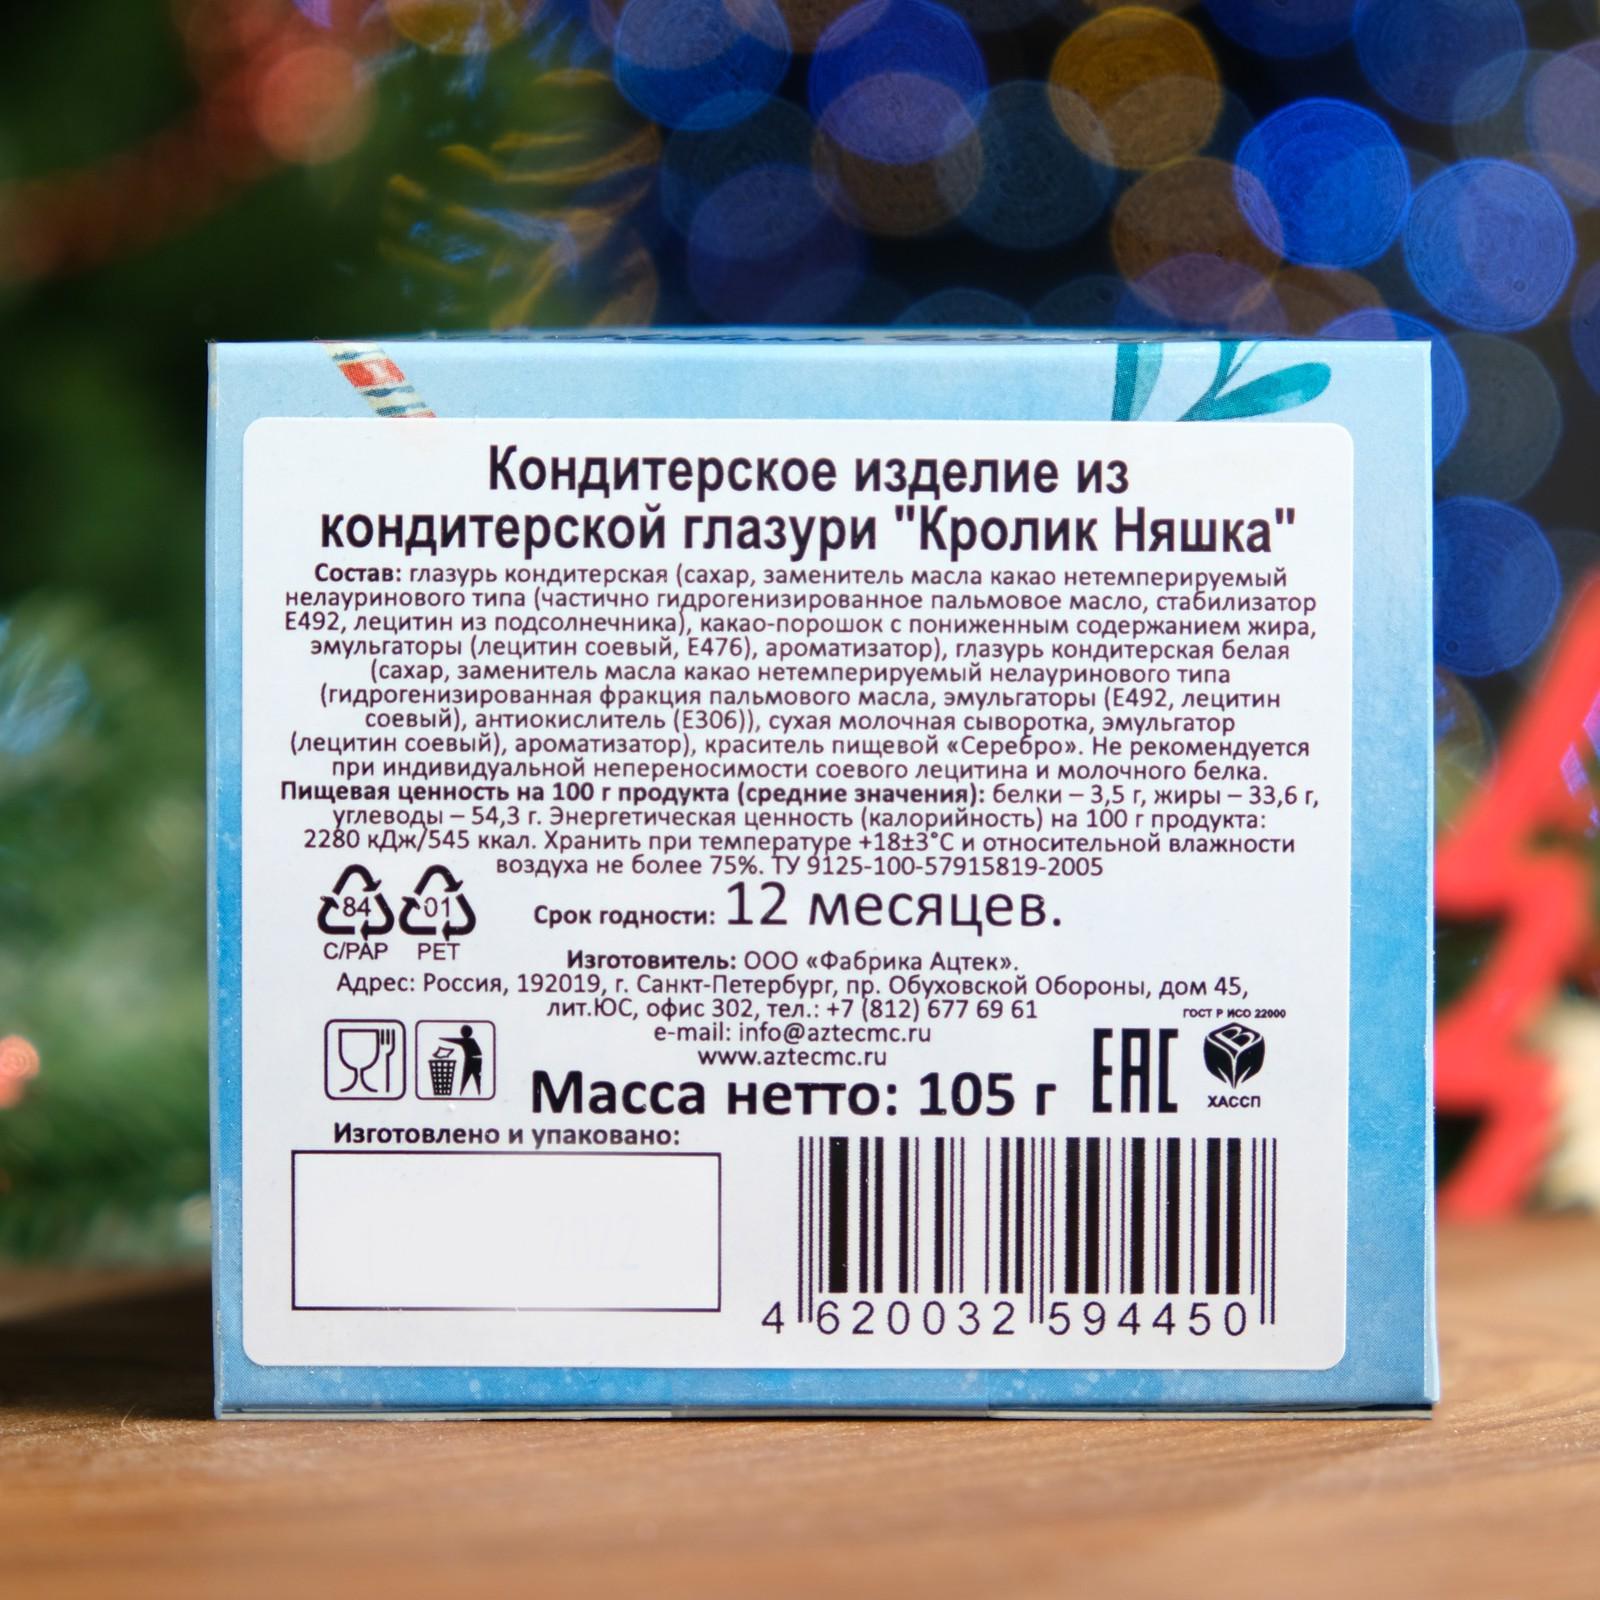 Кондитерское изделие из
кондитерской глазури "Кролик Няшка"
Состав: глазурь кондитерская (сахар, заменитель масла какао нетемперируемый
нелауринового типа (частично гидрогенизированное пальмовое масло, стабилизатор
Е492, лецитин из подсолнечника), какао-порошок с пониженным содержанием жира,
эмульгаторы (лецитин соевый, Е476), ароматизатор), глазурь кондитерская белая
(сахар, заменитель масла какао нетемперируемый нелауринового типа
(гидрогенизированная фракция пальмового масла, эмульгаторы (Е492, лецитин
соевый), антиокислитель (Е306)), сухая молочная сыворотка, эмульгатор
(лецитин соевый), ароматизатор), краситель пищевой «Серебро». Не рекомендуется
при индивидуальной непереносимости соевого лецитина и молочного белка.
Пищевая ценность на 100 г продукта (средние значения): белки – 3,5 г, жиры – 33,6 г,
углеводы – 54,3 г. Энергетическая ценность (калорийность) на 100 г продукта:
2280 кДж/545 ккал. Хранить при температуре +18±3°С и относительной влажности
воздуха не более 75%. ТУ 9125-100-57915819-2005
84 01
C/PAP PET
Срок годности: 12 месяцев.
Изготовитель: ООО «Фабрика Ацтек».
Адрес: Россия, 192019, г. Санкт-Петербург, пр. Обуховской Обороны, дом 45,
лит.ЮС, офис 302, тел.: +7 (812) 677 69 61
e-mail: info@aztecmc.ru
www.aztecmc.ru
ГОСТ Р ИСО 22000
ЕАС
ХАССП
Масса нетто: 105 г
Изготовлено и упаковано:
4 620032 594450